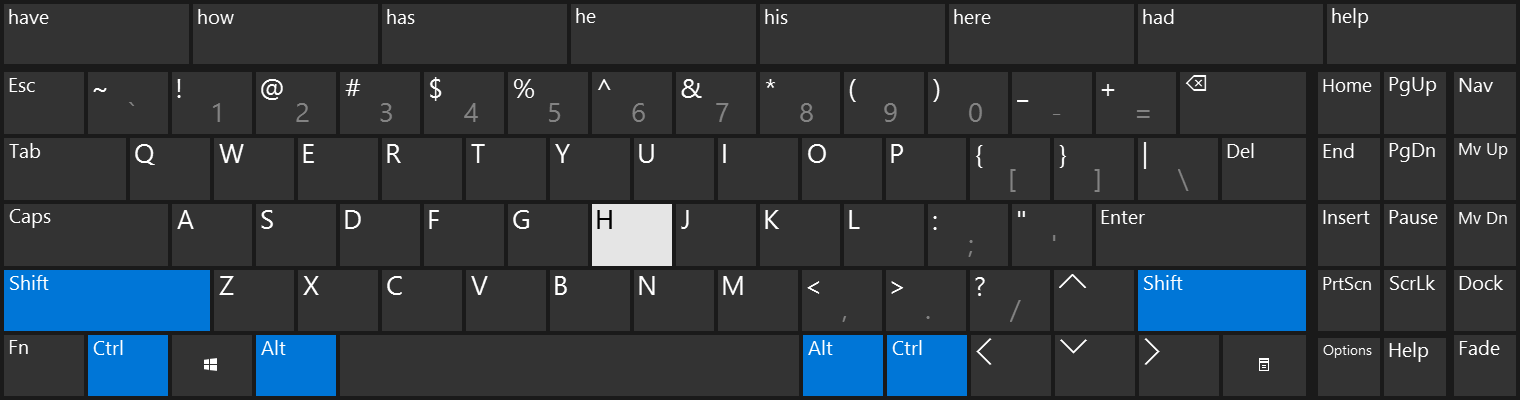 have how has he his here had help
Esc ~ ` ! 1 @ 2 # 3 $ 4 % 5 ^ 6 & 7 * 8 ( 9 ) 0 _ - + = Home PgUp Nav
Tab Q W E R T Y U I O P { [ } ] | \ Del End PgDn Mv Up
Caps A S D F G H J K L : ; " ' Enter Insert Pause Mv Dn
Shift Z X C V B N M < , > . ? / Shift PrtScn ScrLk Dock
Fn Ctrl Alt Alt Ctrl Options Help Fade